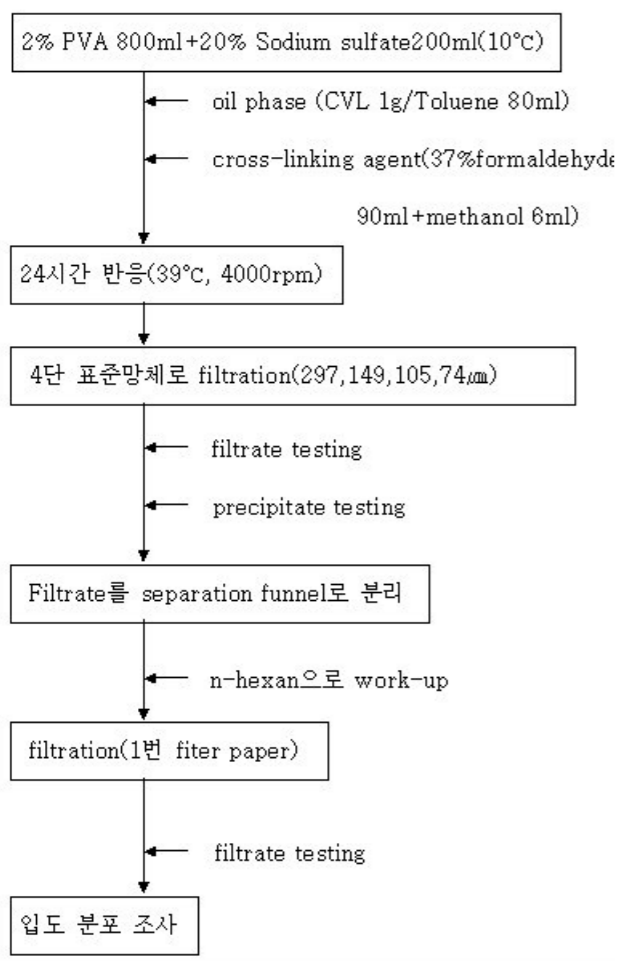 2% PVA 800ml+20% Sodium sulfate200ml(10℃)
oil phase (CVL 1g/Toluene 80ml)
cross-linking agent(37%formaldehyde
90ml+methanol 6ml)
24시간 반응(39℃, 4000rpm)
4단 표준망체로 filtration(297,149,105,74㎛)
filtrate testing
precipitate testing
Filtrate를 separation funnel로 분리
n-hexan으로 work-up
filtration(1번 fiter paper)
filtrate testing
입도 분포 조사